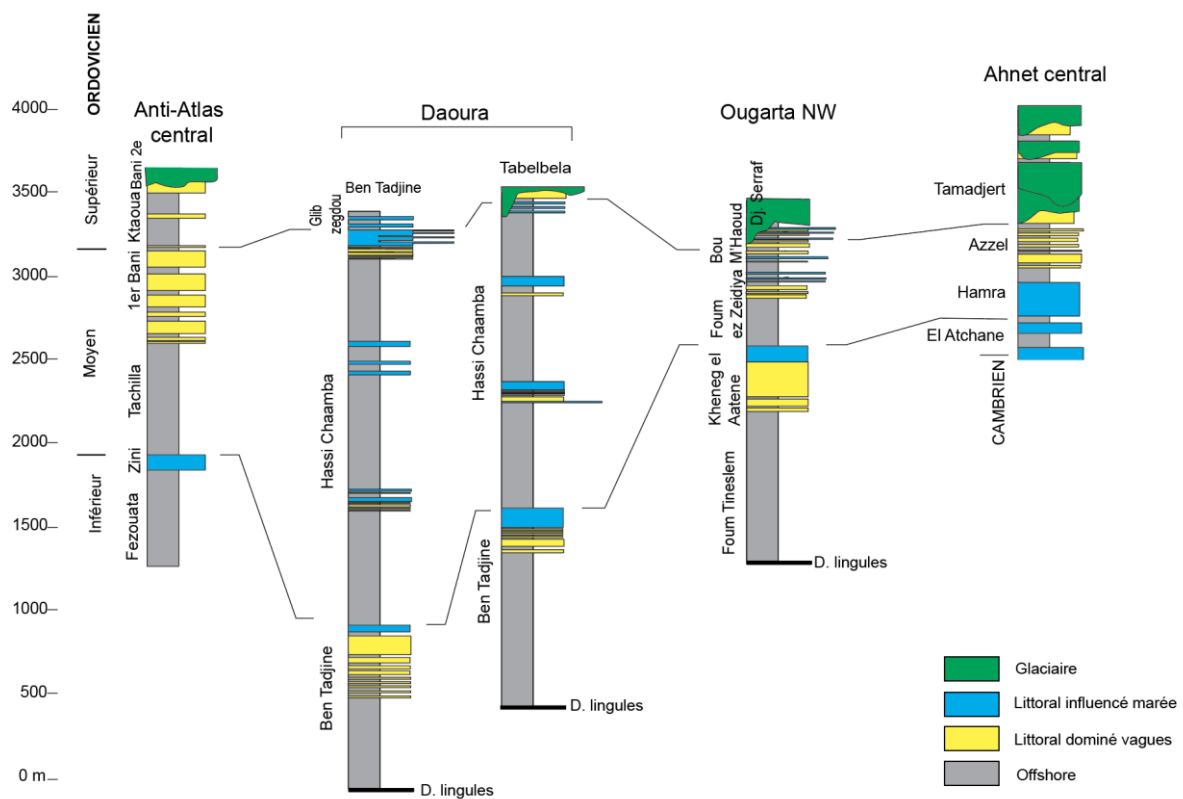 ORDOVICIEN
Supérieur
Moyen
Inférieur
4000
3500
3000
2500
2000
1500
1000
500
0 m
Anti-Atlas
central
Bani 2e
Ktaoua
1er Bani
Tachilla
Zini
Fezouata
Daoura
Ben Tadjine
Glib
zegdou
Hassi Chaamba
Ben Tadjine
D. lingules
Tabelbela
Hassi Chaamba
Ben Tadjine
D. lingules
Ougarta NW
Dj. Serraf
Bou
M'Haoud
Foum
ez Zeidiya
Kheneg el
Aatene
Foum Tineslem
D. lingules
Ahnet central
Tamadjert
Azzel
Hamra
El Atchane
CAMBRIEN
Glaciaire
Littoral influencé marée
Littoral dominé vagues
Offshore